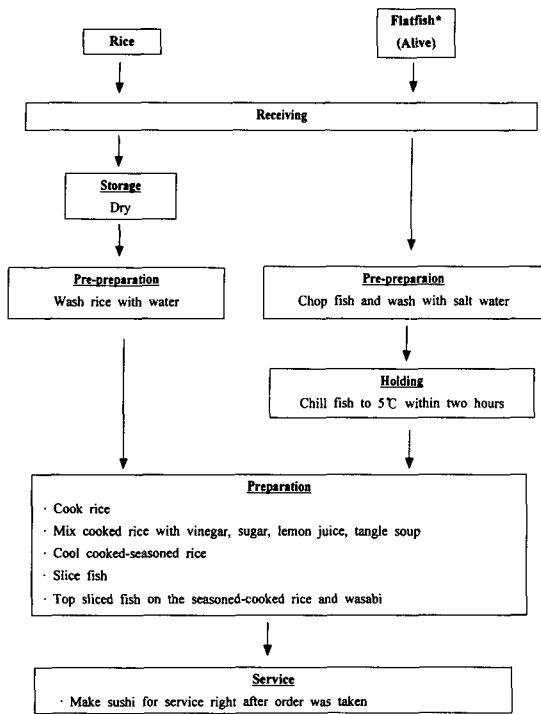 Rice
Flatfish*
(Alive)
Receiving
Storage
Dry
Pre-preparation
Wash rice with water
Pre-preparaion
Chop fish and wash with salt water
Holding
Chill fish to 5℃ within two hours
Preparation
· Cook rice
· Mix cooked rice with vinegar, sugar, lemon juice, tangle soup
· Cool cooked-seasoned rice
· Slice fish
· Top sliced fish on the seasoned-cooked rice and wasabi
Service
· Make sushi for service right after order was taken